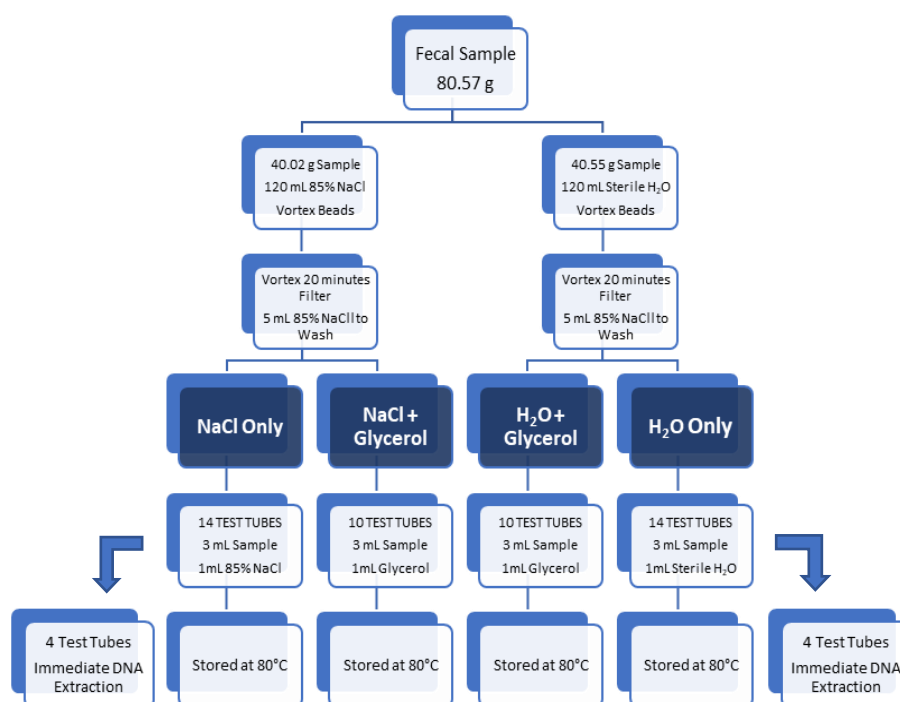 Fecal Sample
80.57 g
40.02 g Sample
120 mL 85% NaCl
Vortex Beads
40.55 g Sample
120 mL Sterile H₂O
Vortex Beads
Vortex 20 minutes
Filter
5 mL 85% NaCll to
Wash
Vortex 20 minutes
Filter
5 mL 85% NaCll to
Wash
NaCl Only
NaCl +
Glycerol
H₂O +
Glycerol
H₂O Only
14 TEST TUBES
3 mL Sample
1mL 85% NaCl
10 TEST TUBES
3 mL Sample
1mL Glycerol
10 TEST TUBES
3 mL Sample
1mL Glycerol
14 TEST TUBES
3 mL Sample
1mL Sterile H₂O
4 Test Tubes
Immediate DNA
Extraction
Stored at 80°C
Stored at 80°C
Stored at 80°C
Stored at 80°C
4 Test Tubes
Immediate DNA
Extraction